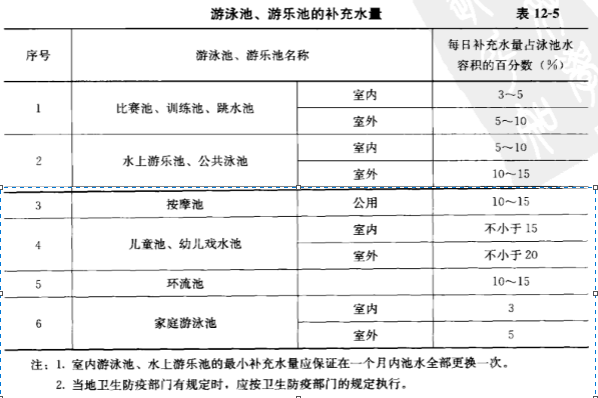 游泳池、游乐池的补充水量 表 12-5
序号 游泳池、游乐池名称 每日补充水量占泳池水容积的百分数（%）
1 比赛池、训练池、跳水池 室内 3～5
室外 5～10
2 水上游乐池、公共泳池 室内 5～10
室外 10～15
3 按摩池 公用 10～15
4 儿童池、幼儿戏水池 室内 不小于 15
室外 不小于 20
5 环流池 10～15
6 家庭游泳池 室内 3
室外 5
注：1. 室内游泳池、水上游乐池的最小补充水量应保证在一个月内池水全部更换一次。
2. 当地卫生防疫部门有规定时，应按卫生防疫部门的规定执行。